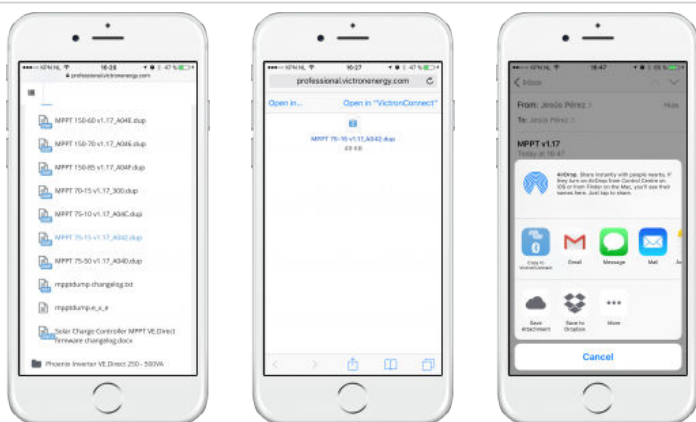 KPN NL 16:28 47 %
professional.victronenergy.com
MPPT 150-60 v1.17_A04E.dup
MPPT 150-70 v1.17_A046.dup
MPPT 150-85 v1.17_A04F.dup
MPPT 70-15 v1.17_300.dup
MPPT 75-10 v1.17_A04C.dup
MPPT 75-15 v1.17_A042.dup
MPPT 75-50 v1.17_A040.dup
mpptdump changelog.txt
mpptdump.e_x_e
Solar Charge Controller MPPT VE.Direct
firmware changelog.docx
Phoenix Inverter VE.Direct 250 - 500VA
KPN NL 16:27 47 %
professional.victronenergy.com
Open in...
Open in "VictronConnect"
MPPT 75-15 v1.17_A042.dup
49 KB
KPN NL 16:47
Inbox
From: Jesús Pérez
Hide
To: Jesús Pérez
MPPT v1.17
Today at 16:47
AirDrop. Share instantly with people nearby. If
they turn on AirDrop from Control Centre on
iOS or from Finder on the Mac, you'll see their
names here. Just tap to share.
Copy to
VictronConnect
Gmail
Message
Mail
Save
Attachment
Save to
Dropbox
More
Cancel